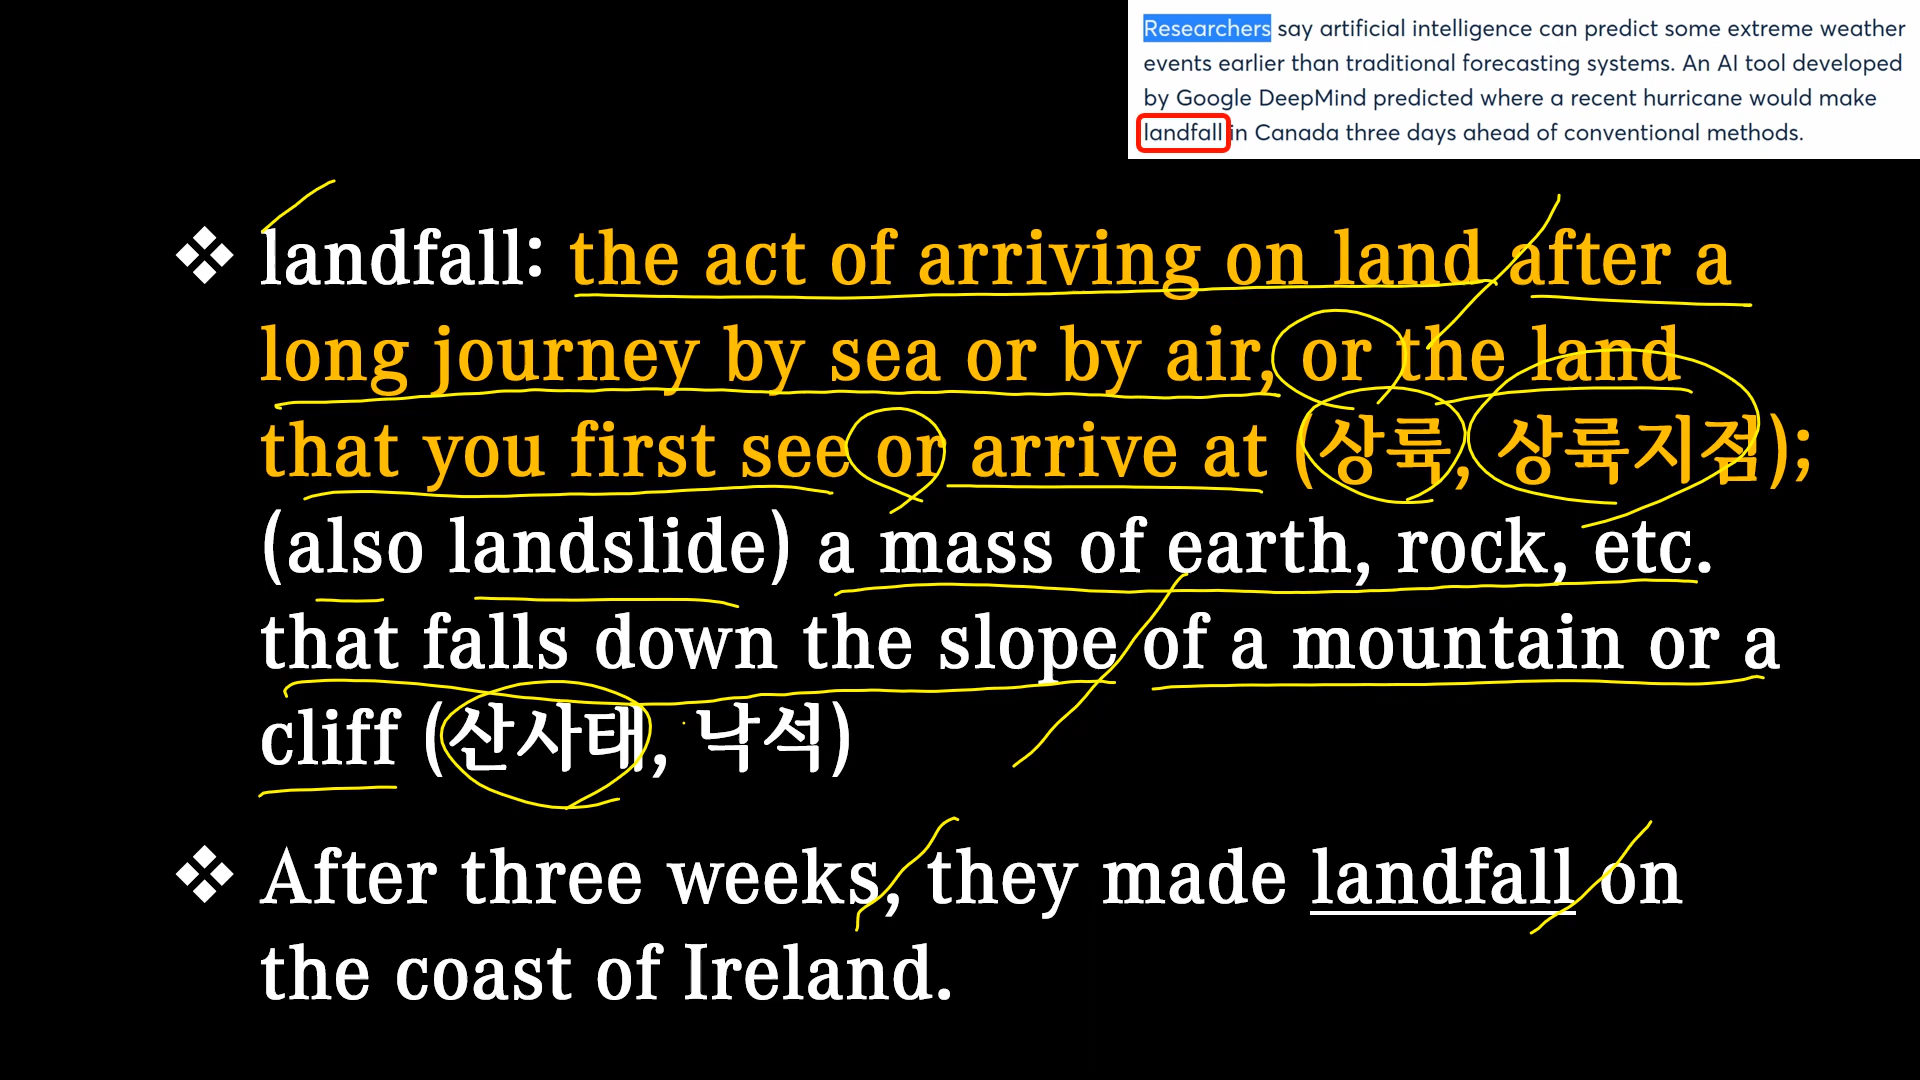 Researchers say artificial intelligence can predict some extreme weather
events earlier than traditional forecasting systems. An AI tool developed
by Google DeepMind predicted where a recent hurricane would make
landfall in Canada three days ahead of conventional methods.
❖ landfall: the act of arriving on land after a
long journey by sea or by air, or the land
that you first see or arrive at (상륙, 상륙지점);
(also landslide) a mass of earth, rock, etc.
that falls down the slope of a mountain or a
cliff (산사태, 낙석)
❖ After three weeks, they made landfall on
the coast of Ireland.